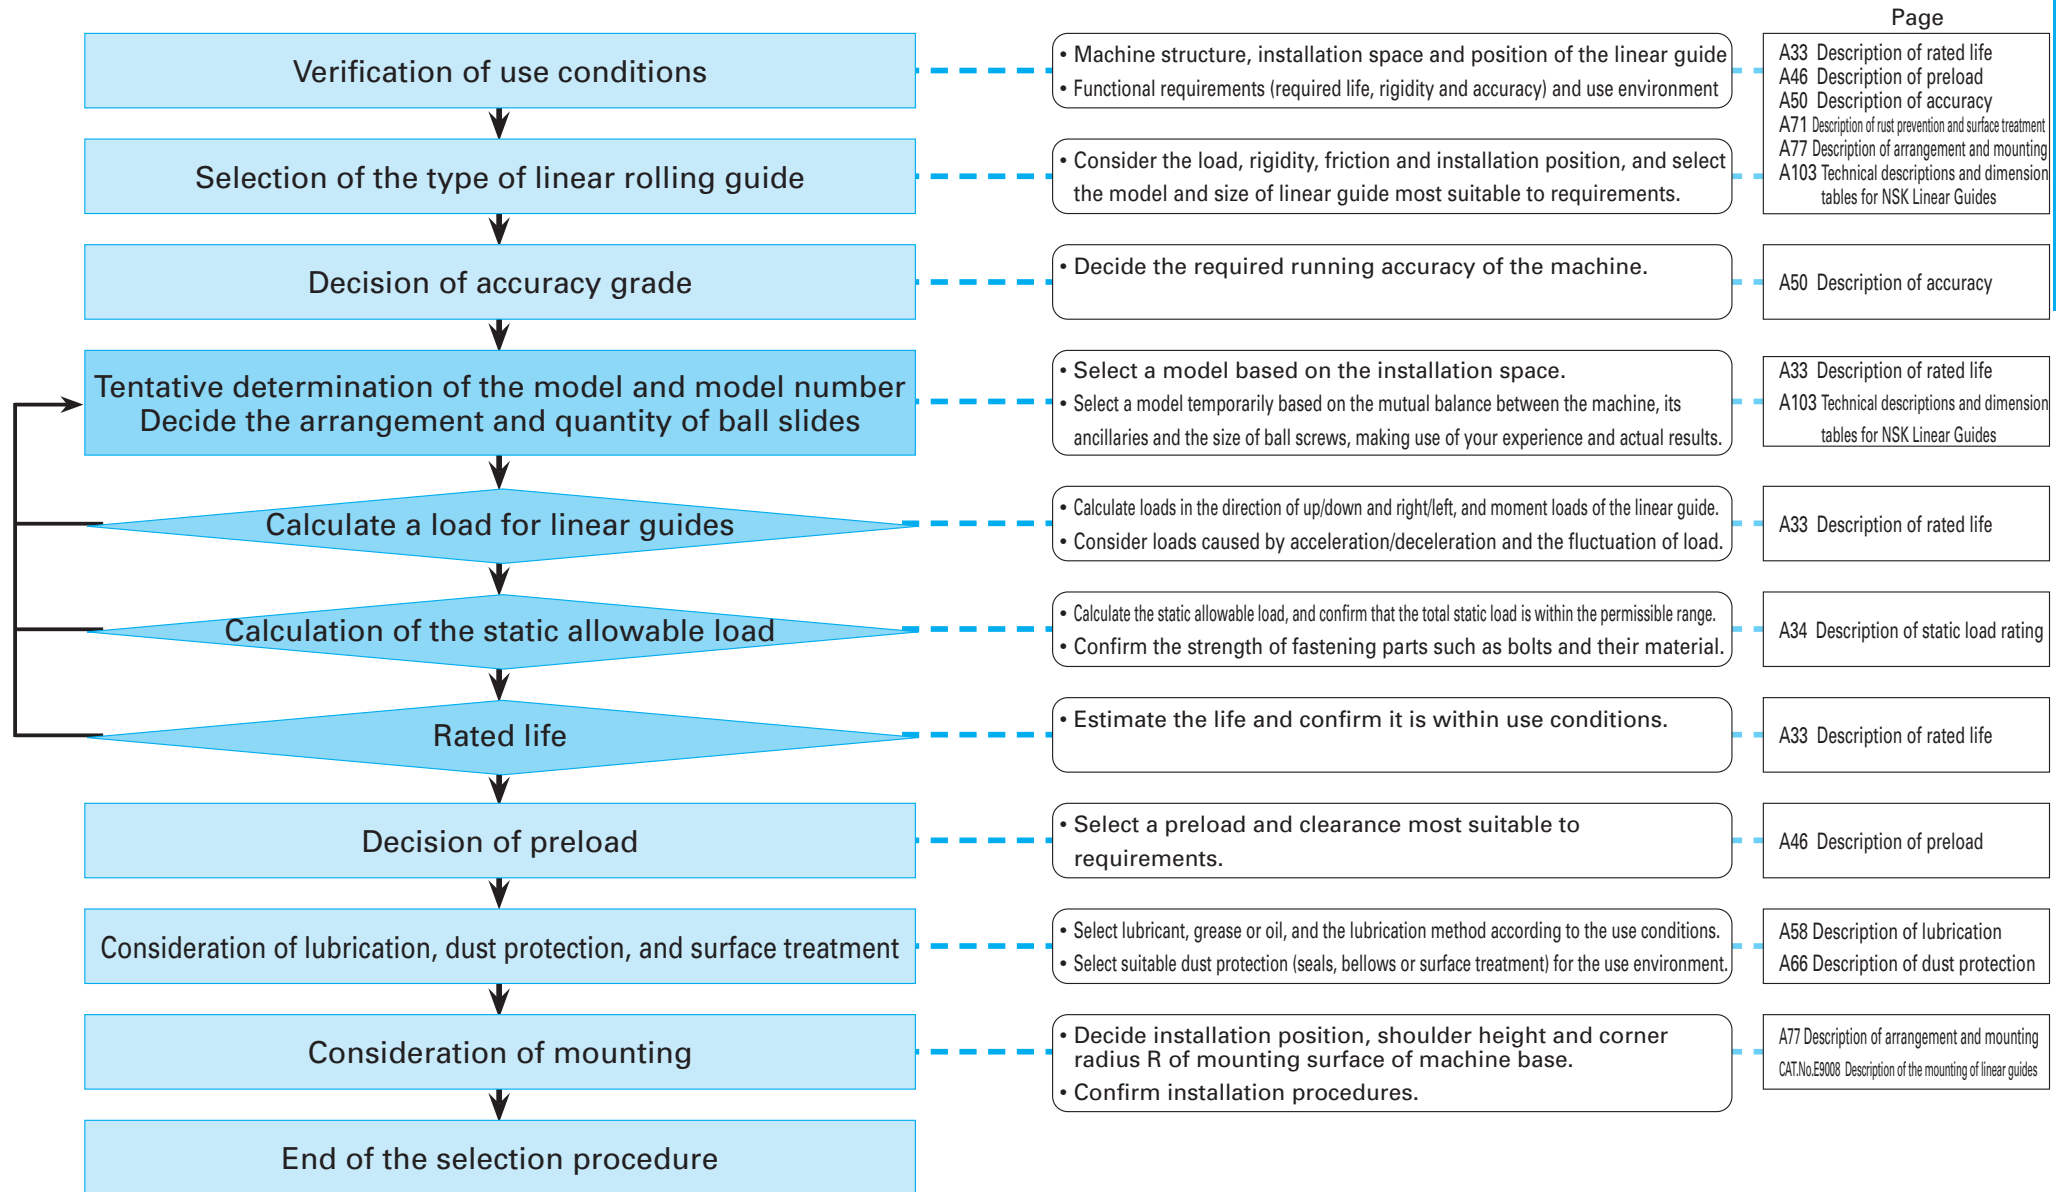 Page
Verification of use conditions
• Machine structure, installation space and position of the linear guide
• Functional requirements (required life, rigidity and accuracy) and use environment
A33 Description of rated life
A46 Description of preload
A50 Description of accuracy
A71 Description of rust prevention and surface treatment
A77 Description of arrangement and mounting
A103 Technical descriptions and dimension
tables for NSK Linear Guides
Selection of the type of linear rolling guide
• Consider the load, rigidity, friction and installation position, and select
the model and size of linear guide most suitable to requirements.
Decision of accuracy grade
• Decide the required running accuracy of the machine.
A50 Description of accuracy
Tentative determination of the model and model number
Decide the arrangement and quantity of ball slides
• Select a model based on the installation space.
• Select a model temporarily based on the mutual balance between the machine, its
ancillaries and the size of ball screws, making use of your experience and actual results.
A33 Description of rated life
A103 Technical descriptions and dimension
tables for NSK Linear Guides
Calculate a load for linear guides
• Calculate loads in the direction of up/down and right/left, and moment loads of the linear guide.
• Consider loads caused by acceleration/deceleration and the fluctuation of load.
A33 Description of rated life
Calculation of the static allowable load
• Calculate the static allowable load, and confirm that the total static load is within the permissible range.
• Confirm the strength of fastening parts such as bolts and their material.
A34 Description of static load rating
Rated life
• Estimate the life and confirm it is within use conditions.
A33 Description of rated life
Decision of preload
• Select a preload and clearance most suitable to
requirements.
A46 Description of preload
Consideration of lubrication, dust protection, and surface treatment
• Select lubricant, grease or oil, and the lubrication method according to the use conditions.
• Select suitable dust protection (seals, bellows or surface treatment) for the use environment.
A58 Description of lubrication
A66 Description of dust protection
Consideration of mounting
• Decide installation position, shoulder height and corner
radius R of mounting surface of machine base.
• Confirm installation procedures.
A77 Description of arrangement and mounting
CAT.No.E9008 Description of the mounting of linear guides
End of the selection procedure